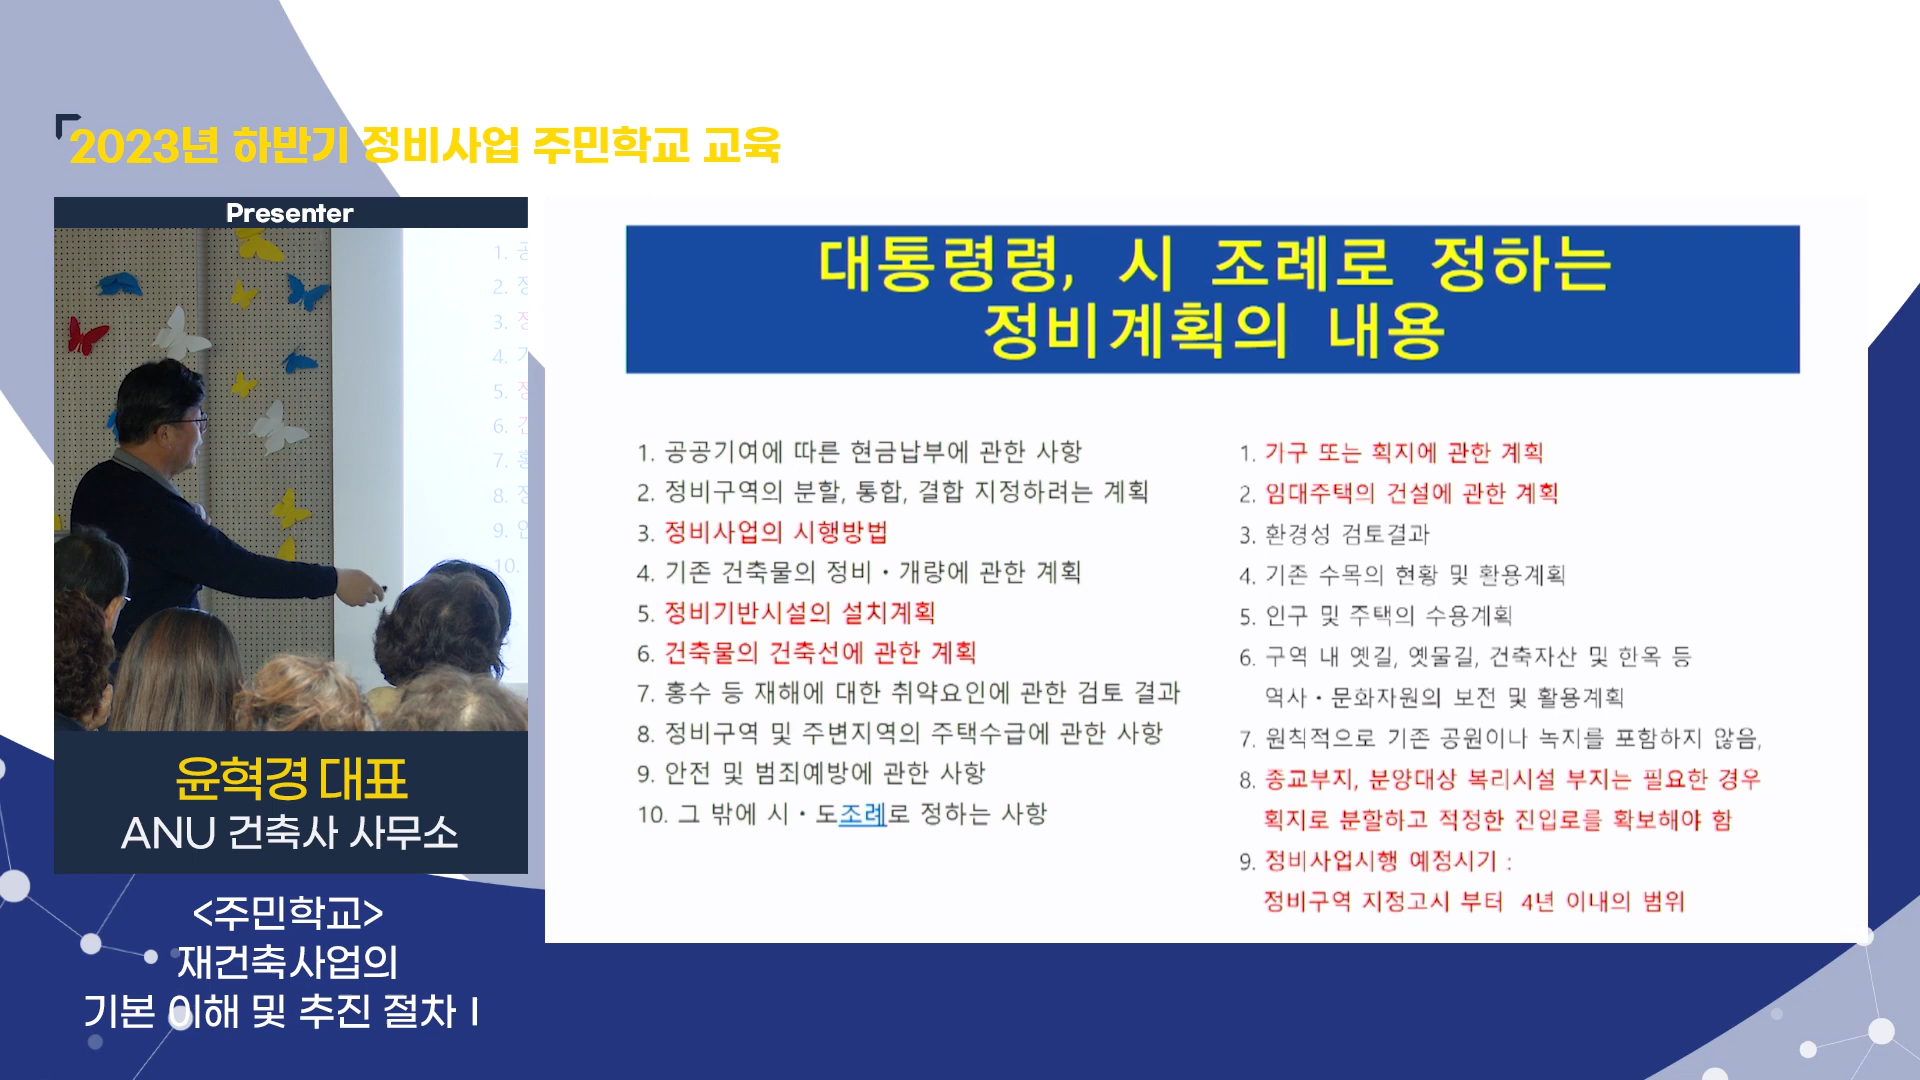 2023년 하반기 정비사업 주민학교 교육
Presenter
1. 공
2. 정
3. 정
4. 기
5. 정
6. 건
7. 홍
8. 정
9. 안
10.
윤혁경 대표
ANU 건축사 사무소
<주민학교>
재건축사업의
기본 이해 및 추진 절차 I
대통령령, 시 조례로 정하는
정비계획의 내용
1. 공공기여에 따른 현금납부에 관한 사항
2. 정비구역의 분할, 통합, 결합 지정하려는 계획
3. 정비사업의 시행방법
4. 기존 건축물의 정비・개량에 관한 계획
5. 정비기반시설의 설치계획
6. 건축물의 건축선에 관한 계획
7. 홍수 등 재해에 대한 취약요인에 관한 검토 결과
8. 정비구역 및 주변지역의 주택수급에 관한 사항
9. 안전 및 범죄예방에 관한 사항
10. 그 밖에 시・도조례로 정하는 사항
1. 가구 또는 획지에 관한 계획
2. 임대주택의 건설에 관한 계획
3. 환경성 검토결과
4. 기존 수목의 현황 및 활용계획
5. 인구 및 주택의 수용계획
6. 구역 내 옛길, 옛물길, 건축자산 및 한옥 등
역사・문화자원의 보전 및 활용계획
7. 원칙적으로 기존 공원이나 녹지를 포함하지 않음,
8. 종교부지, 분양대상 복리시설 부지는 필요한 경우
획지로 분할하고 적정한 진입로를 확보해야 함
9. 정비사업시행 예정시기 :
정비구역 지정고시 부터 4년 이내의 범위